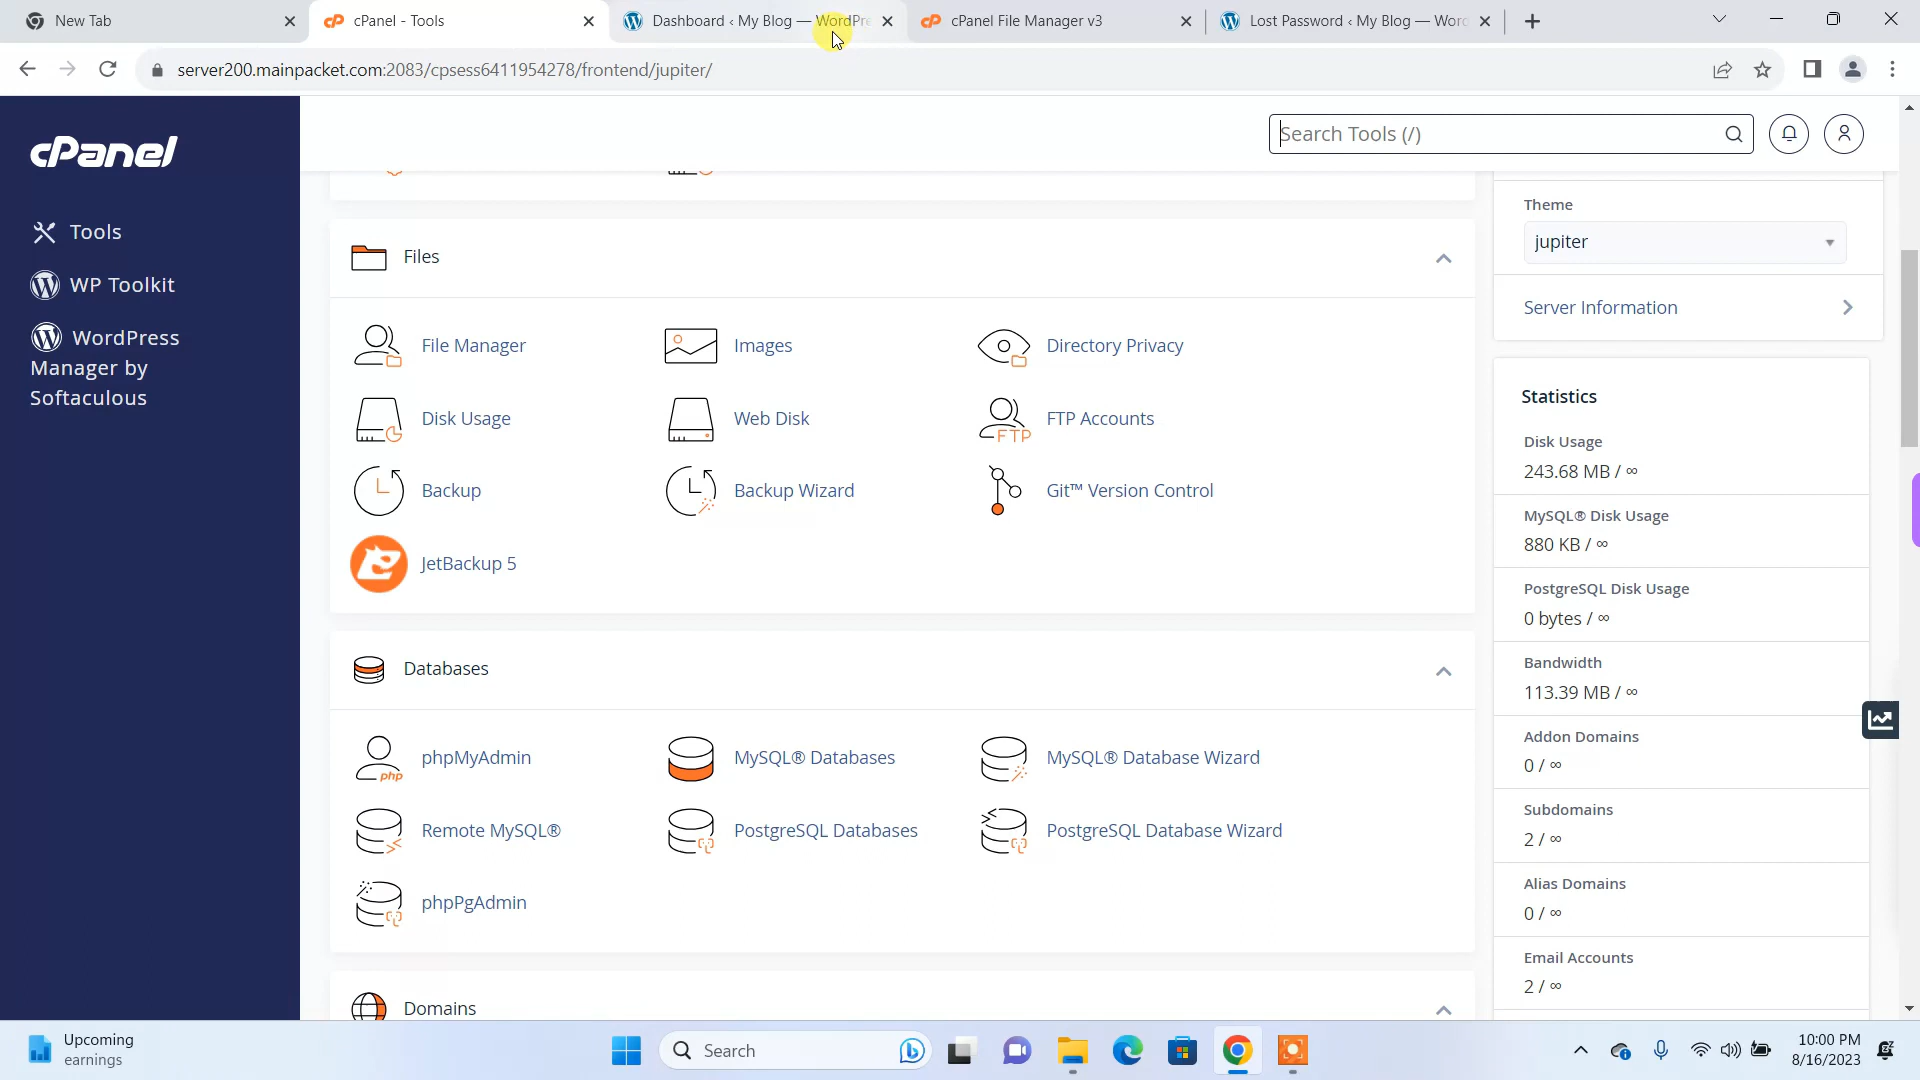 New Tab
cPanel - Tools
Dashboard ‹ My Blog — WordPre
cPanel File Manager v3
Lost Password ‹ My Blog — Word
server200.mainpacket.com:2083/cpsess6411954278/frontend/jupiter/
cPanel
Search Tools (/)
Tools
WP Toolkit
WordPress
Manager by
Softaculous
Theme
jupiter
Server Information
Files
File Manager
Images
Directory Privacy
Disk Usage
Web Disk
FTP
FTP Accounts
Backup
Backup Wizard
Git™ Version Control
JetBackup 5
Databases
php
phpMyAdmin
MySQL® Databases
MySQL® Database Wizard
Remote MySQL®
PostgreSQL Databases
PostgreSQL Database Wizard
phpPgAdmin
Domains
Statistics
Disk Usage
243.68 MB / ∞
MySQL® Disk Usage
880 KB / ∞
PostgreSQL Disk Usage
0 bytes / ∞
Bandwidth
113.39 MB / ∞
Addon Domains
0 / ∞
Subdomains
2 / ∞
Alias Domains
0 / ∞
Email Accounts
2 / ∞
Upcoming
earnings
Search
10:00 PM
8/16/2023